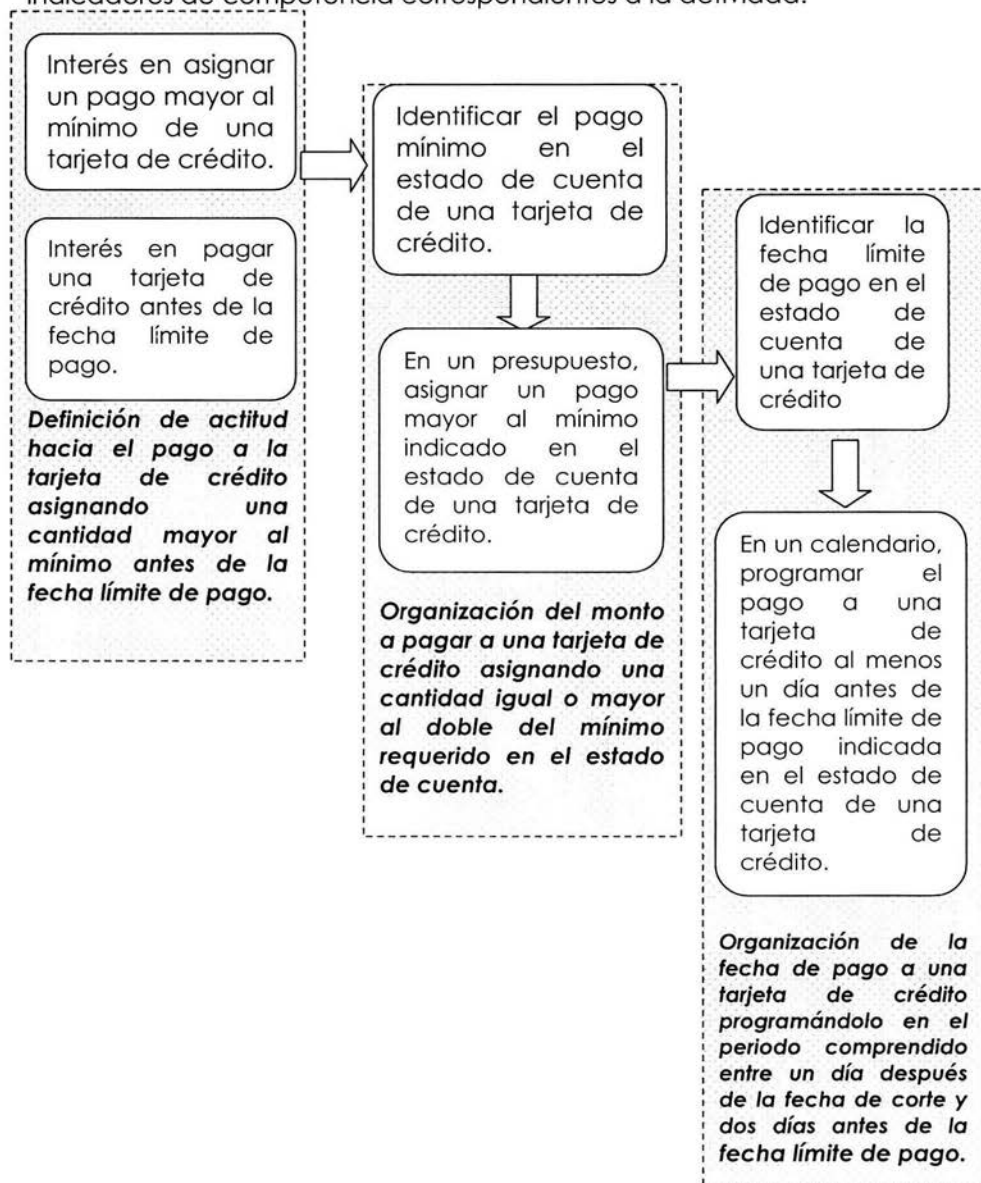 indicadores de competencia correspondientes a la actividad.
Interés en asignar
un pago mayor al
mínimo de una
tarjeta de crédito.
Interés en pagar
una tarjeta de
crédito antes de la
fecha límite de
pago.
Definición de actitud
hacia el pago a la
tarjeta de crédito
asignando una
cantidad mayor al
mínimo antes de la
fecha límite de pago.
Identificar el pago
mínimo en el
estado de cuenta
de una tarjeta de
crédito.
En un presupuesto,
asignar un pago
mayor al mínimo
indicado en el
estado de cuenta
de una tarjeta de
crédito.
Organización del monto
a pagar a una tarjeta de
crédito asignando una
cantidad igual o mayor
al doble del mínimo
requerido en el estado
de cuenta.
Identificar la
fecha límite
de pago en el
estado de
cuenta de
una tarjeta de
crédito
En un calendario,
programar el
pago a una
tarjeta de
crédito al menos
un día antes de
la fecha límite de
pago indicada
en el estado de
cuenta de una
tarjeta de
crédito.
Organización de la
fecha de pago a una
tarjeta de crédito
programándolo en el
periodo comprendido
entre un día después
de la fecha de corte y
dos días antes de la
fecha límite de pago.